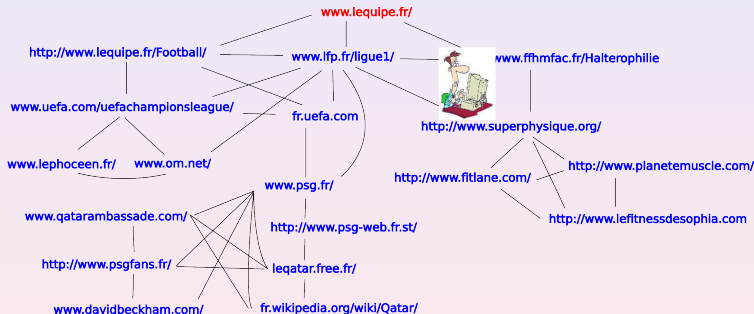 www.lequipe.fr/
http://www.lequipe.fr/Football/
www.lfp.fr/ligue1/
www.ffhmfac.fr/Halterophilie
www.uefa.com/uefachampionsleague/
fr.uefa.com
http://www.superphysique.org/
www.lephoceen.fr/
www.om.net/
http://www.fitlane.com/
http://www.planetemuscle.com/
www.psg.fr/
www.qatarambassade.com/
http://www.psg-web.fr.st/
http://www.lefitnessdesophia.com
http://www.psgfans.fr/
leqatar.free.fr/
www.davidbeckham.com/
fr.wikipedia.org/wiki/Qatar/